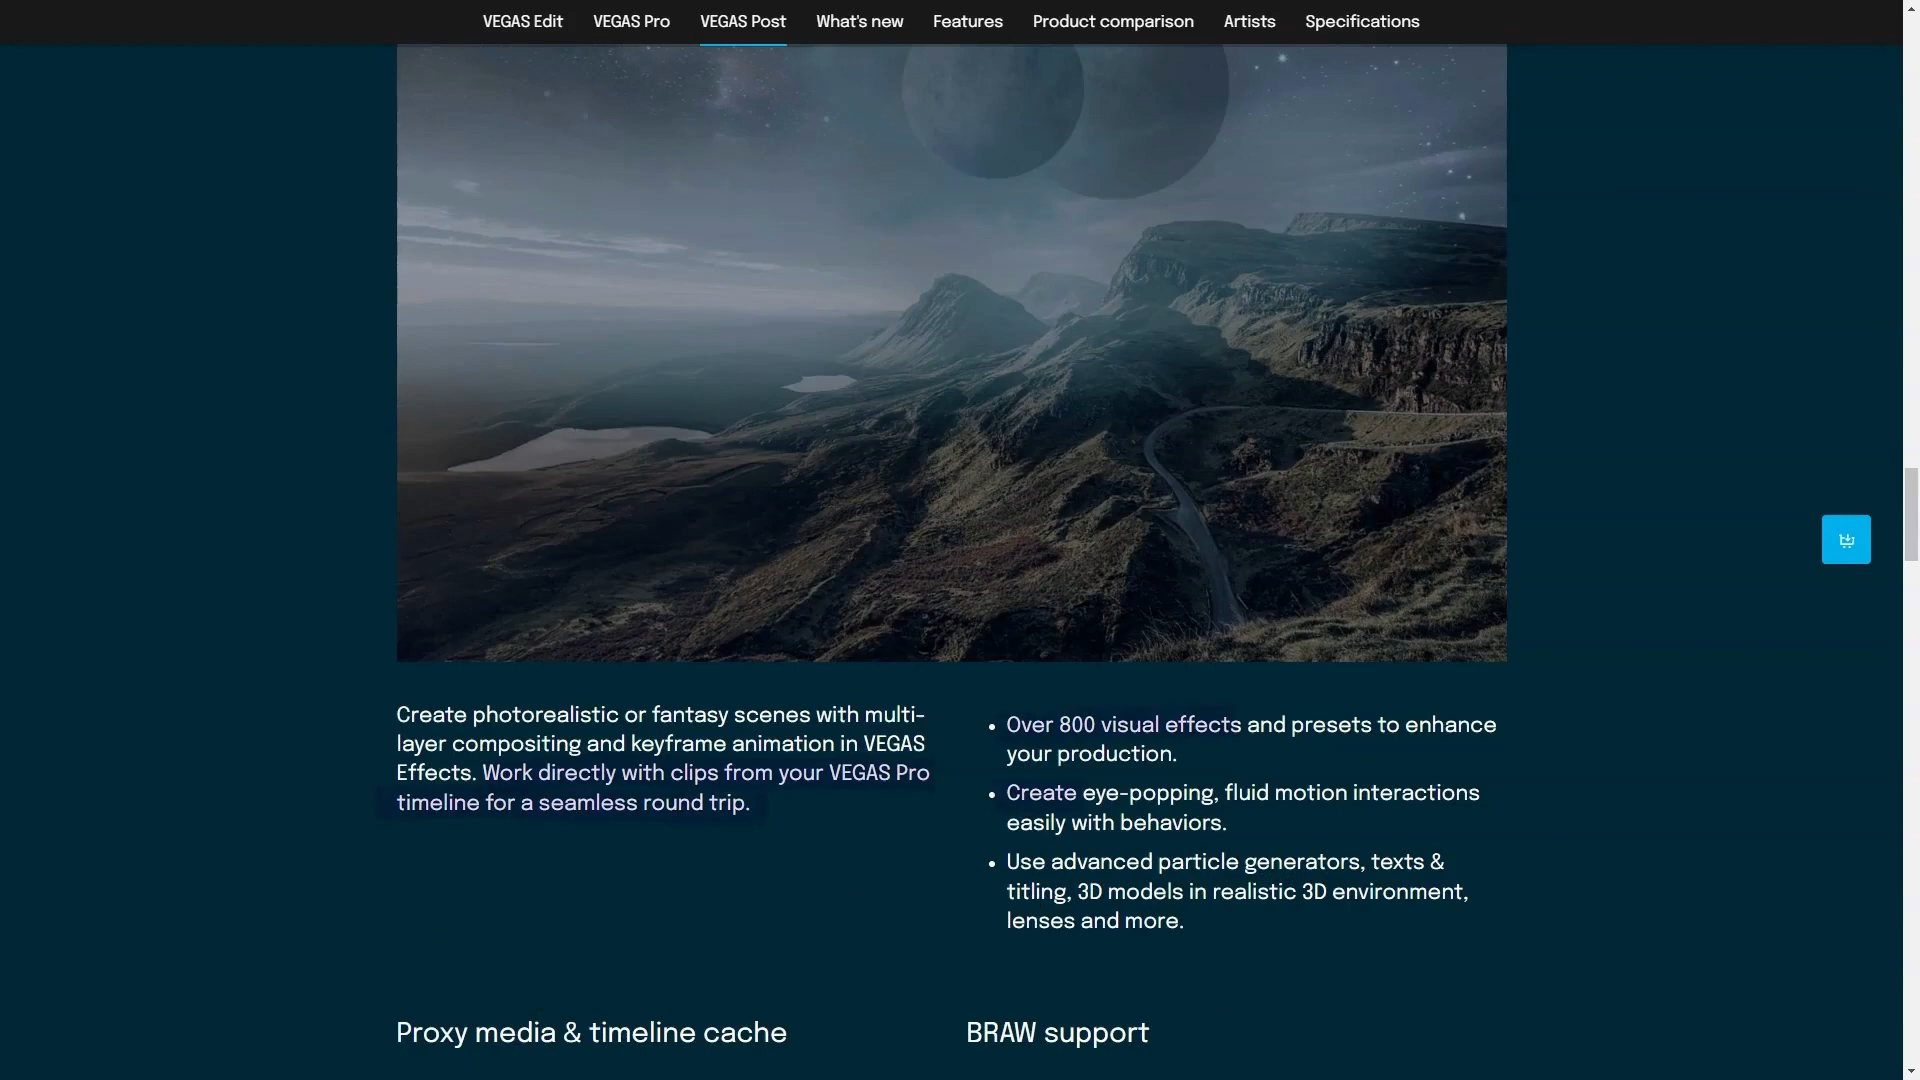 VEGAS Edit VEGAS Pro VEGAS Post What's new Features Product comparison Artists Specifications
Create photorealistic or fantasy scenes with multi-
layer compositing and keyframe animation in VEGAS
Effects. Work directly with clips from your VEGAS Pro
timeline for a seamless round trip.
• Over 800 visual effects and presets to enhance
your production.
• Create eye-popping, fluid motion interactions
easily with behaviors.
• Use advanced particle generators, texts &
titling, 3D models in realistic 3D environment,
lenses and more.
Proxy media & timeline cache
BRAW support